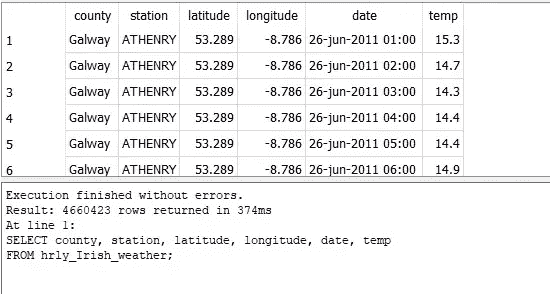 county station latitude longitude date temp
1 Galway ATHENRY 53.289 -8.786 26-jun-2011 01:00 15.3
2 Galway ATHENRY 53.289 -8.786 26-jun-2011 02:00 14.7
3 Galway ATHENRY 53.289 -8.786 26-jun-2011 03:00 14.3
4 Galway ATHENRY 53.289 -8.786 26-jun-2011 04:00 14.4
5 Galway ATHENRY 53.289 -8.786 26-jun-2011 05:00 14.4
6 Galway ATHENRY 53.289 -8.786 26-jun-2011 06:00 14.9
Execution finished without errors.
Result: 4660423 rows returned in 374ms
At line 1:
SELECT county, station, latitude, longitude, date, temp
FROM hrly_Irish_weather;